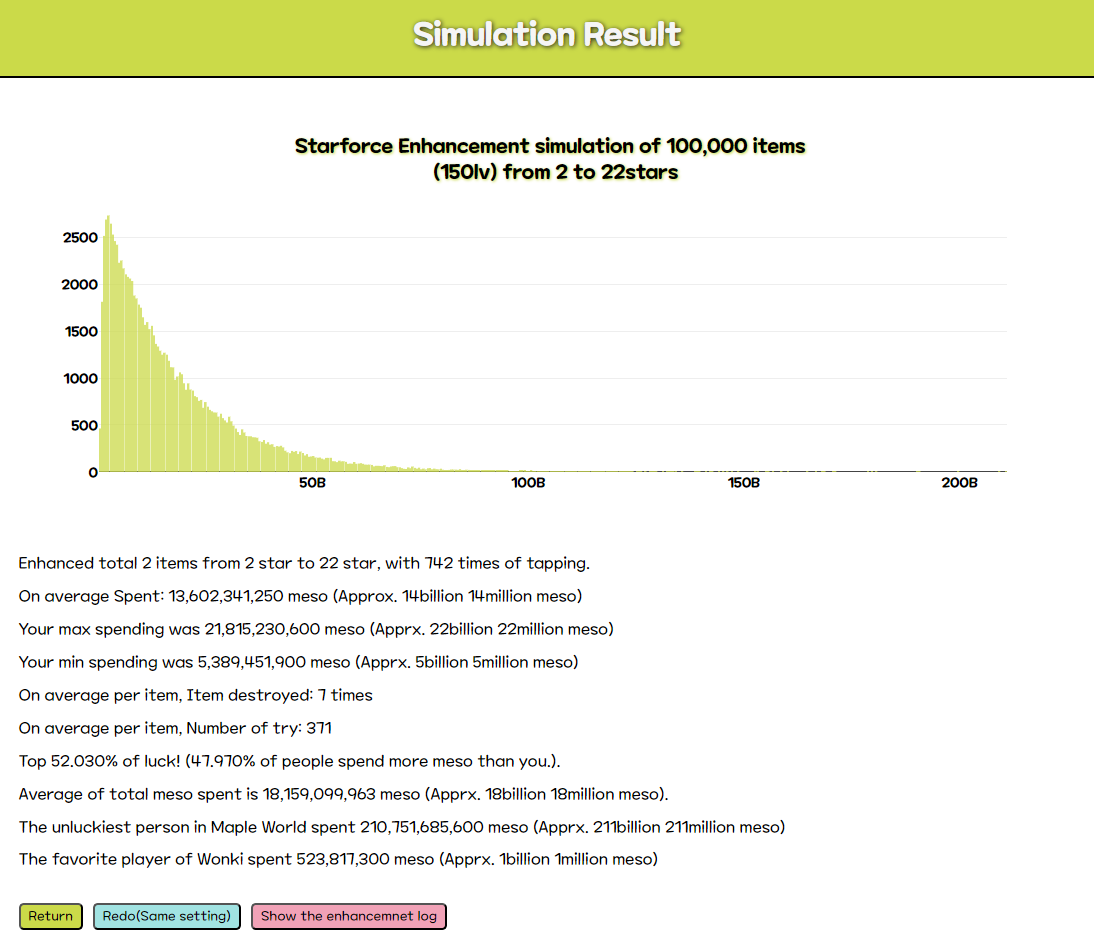 Simulation Result
Starforce Enhancement simulation of 100,000 items
(150lv) from 2 to 22stars
2500
2000
1500
1000
500
0
50B 100B 150B 200B
Enhanced total 2 items from 2 star to 22 star, with 742 times of tapping.
On average Spent: 13,602,341,250 meso (Approx. 14billion 14million meso)
Your max spending was 21,815,230,600 meso (Apprx. 22billion 22million meso)
Your min spending was 5,389,451,900 meso (Apprx. 5billion 5million meso)
On average per item, Item destroyed: 7 times
On average per item, Number of try: 371
Top 52.030% of luck! (47.970% of people spend more meso than you.).
Average of total meso spent is 18,159,099,963 meso (Apprx. 18billion 18million meso).
The unluckiest person in Maple World spent 210,751,685,600 meso (Apprx. 211billion 211million meso)
The favorite player of Wonki spent 523,817,300 meso (Apprx. 1billion 1million meso)
Return Redo(Same setting) Show the enhancemnet log